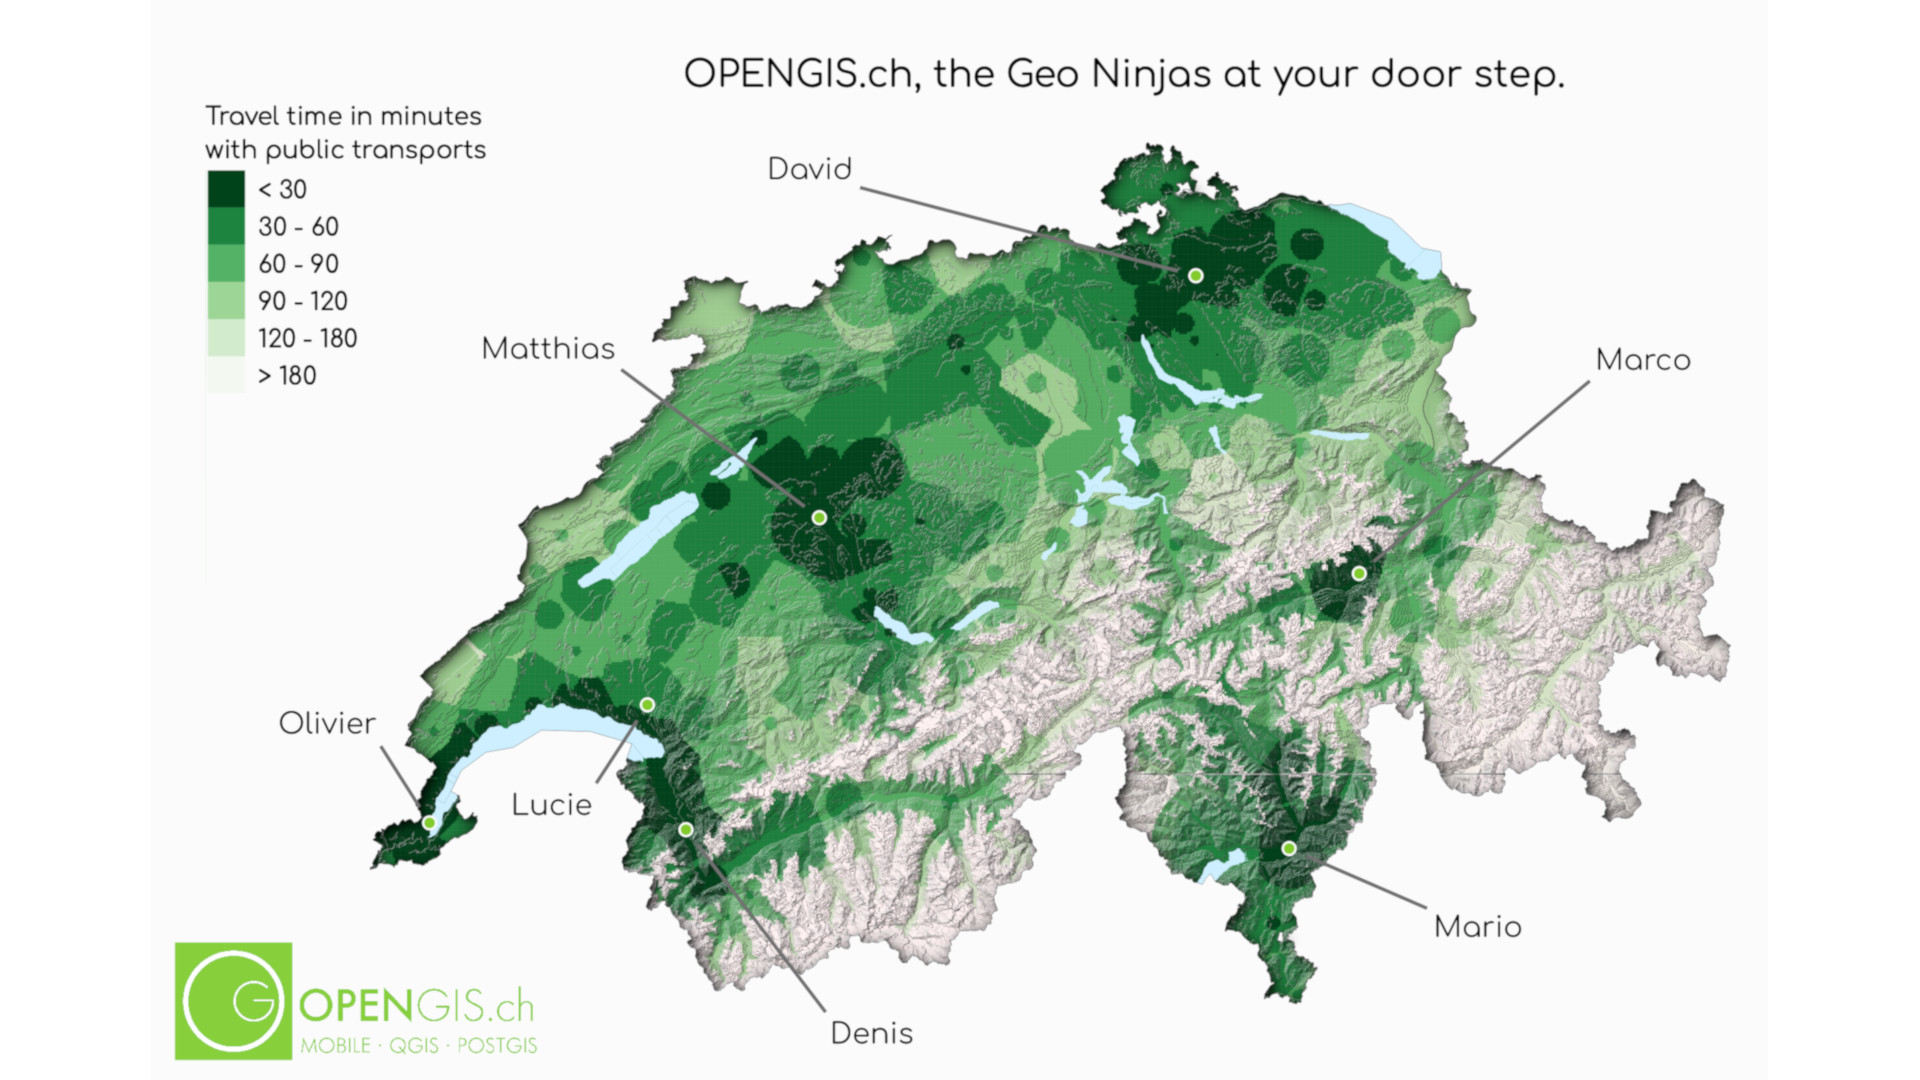 OPENGIS.ch, the Geo Ninjas at your door step.
Travel time in minutes
with public transports
< 30
30 - 60
60 - 90
90 - 120
120 - 180
> 180
David
Matthias
Marco
Olivier
Lucie
Mario
Denis
G
OPENGIS.ch
MOBILE · QGIS · POSTGIS